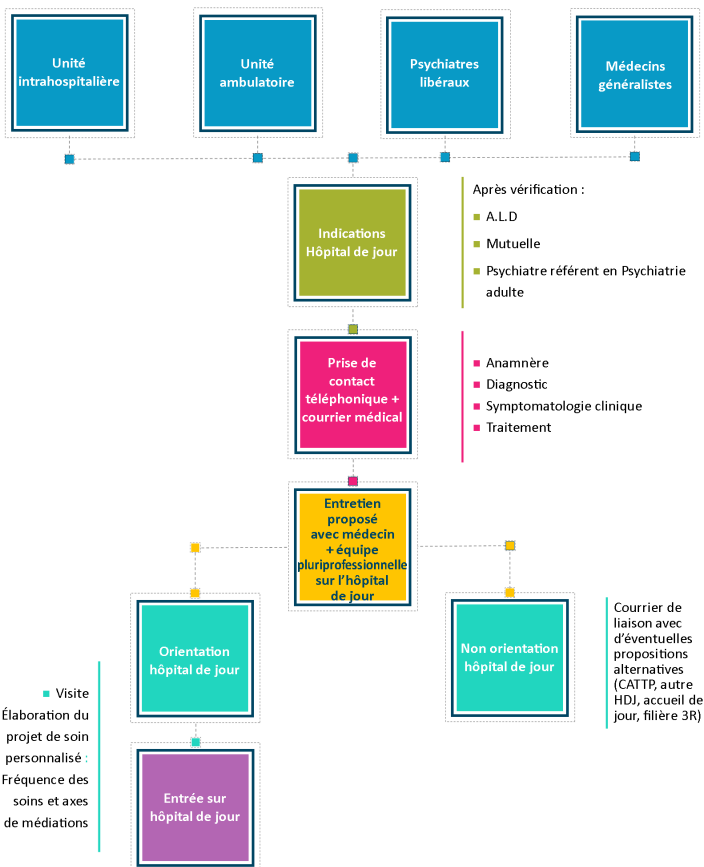 Unité
intrahospitalière
Unité
ambulatoire
Psychiatres
libéraux
Médecins
généralistes
Indications
Hôpital de jour
Après vérification :
A.L.D
Mutuelle
Psychiatre référent en Psychiatrie
adulte
Prise de
contact
téléphonique +
courrier médical
Anamnère
Diagnostic
Symptomatologie clinique
Traitement
Entretien
proposé
avec médecin
+ équipe
pluriprofessionnelle
sur l'hôpital
de jour
Orientation
hôpital de jour
Non orientation
hôpital de jour
Courrier de
liaison avec
d'éventuelles
propositions
alternatives
(CATTP, autre
HDJ, accueil de
jour, filière 3R)
Visite
Élaboration du
projet de soin
personnalisé :
Fréquence des
soins et axes
de médiations
Entrée sur
hôpital de jour